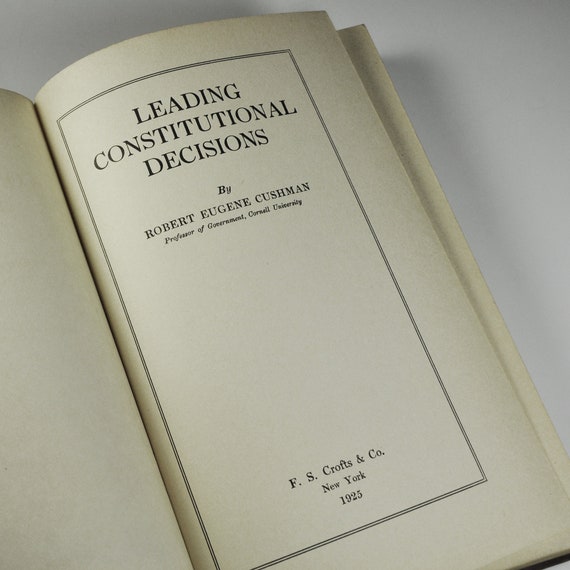 LEADING
CONSTITUTIONAL
DECISIONS
By
ROBERT EUGENE CUSHMAN
Professor of Government, Cornell University
F. S. Crofts & Co.
New York
1925